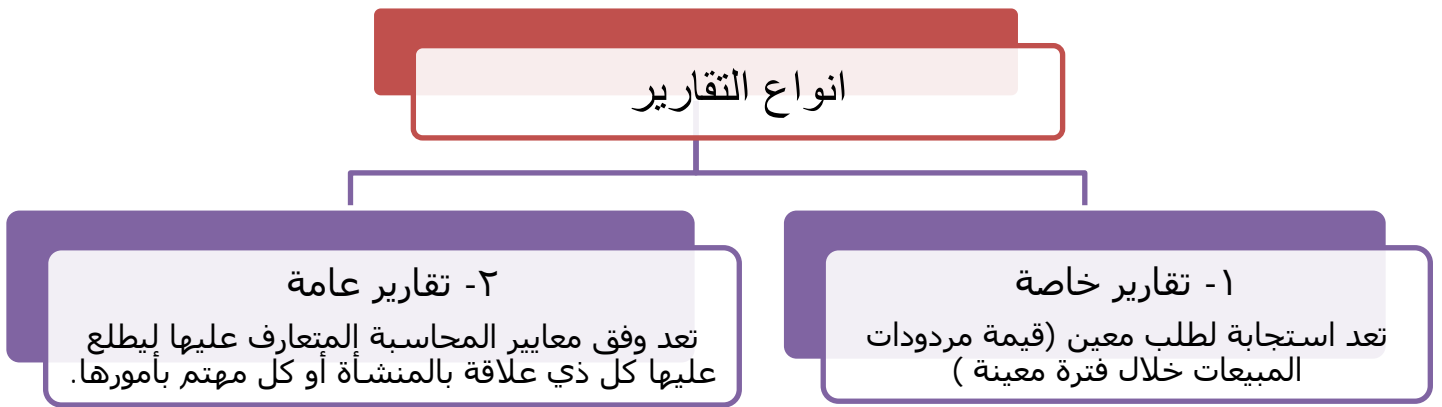 انواع التقارير
١- تقارير خاصة
تعد استجابة لطلب معين (قيمة مردودات
المبيعات خلال فترة معينة )
٢- تقارير عامة
تعد وفق معايير المحاسبة المتعارف عليها ليطلع
عليها كل ذي علاقة بالمنشأة أو كل مهتم بأمورها.